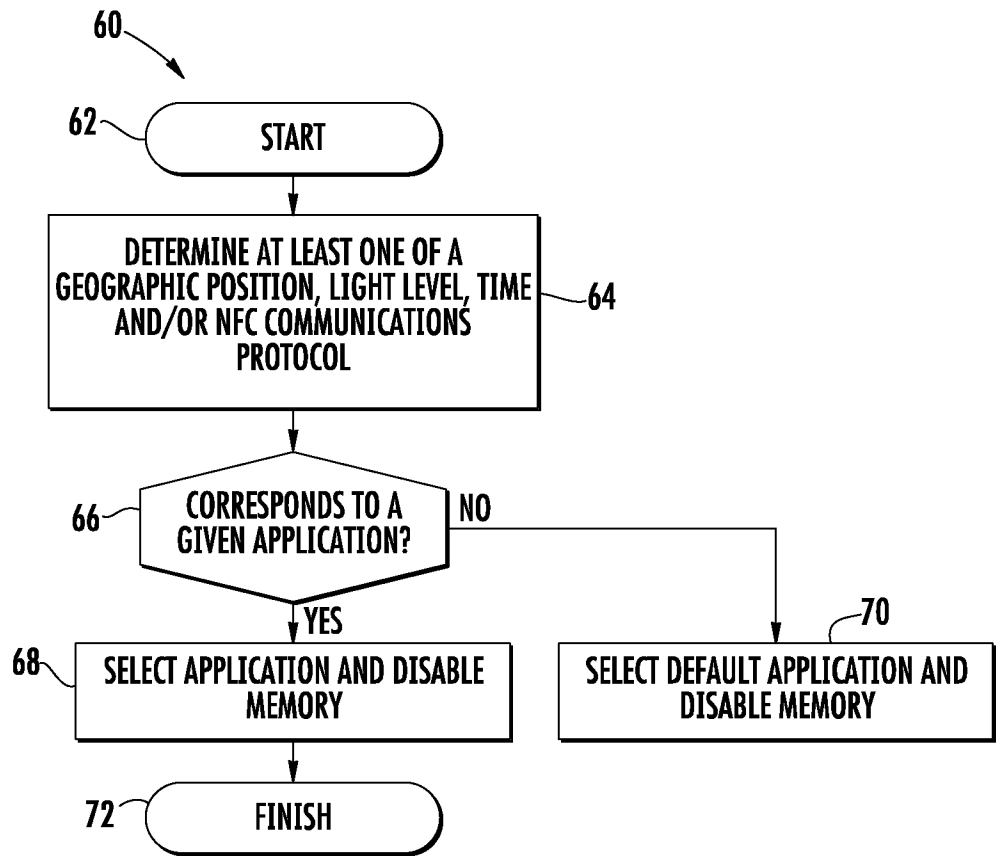 60
62
START
DETERMINE AT LEAST ONE OF A
GEOGRAPHIC POSITION, LIGHT LEVEL, TIME
AND/OR NFC COMMUNICATIONS
PROTOCOL
64
66
CORRESPONDS TO A
GIVEN APPLICATION?
NO
YES
68
SELECT APPLICATION AND DISABLE
MEMORY
70
SELECT DEFAULT APPLICATION AND
DISABLE MEMORY
72
FINISH